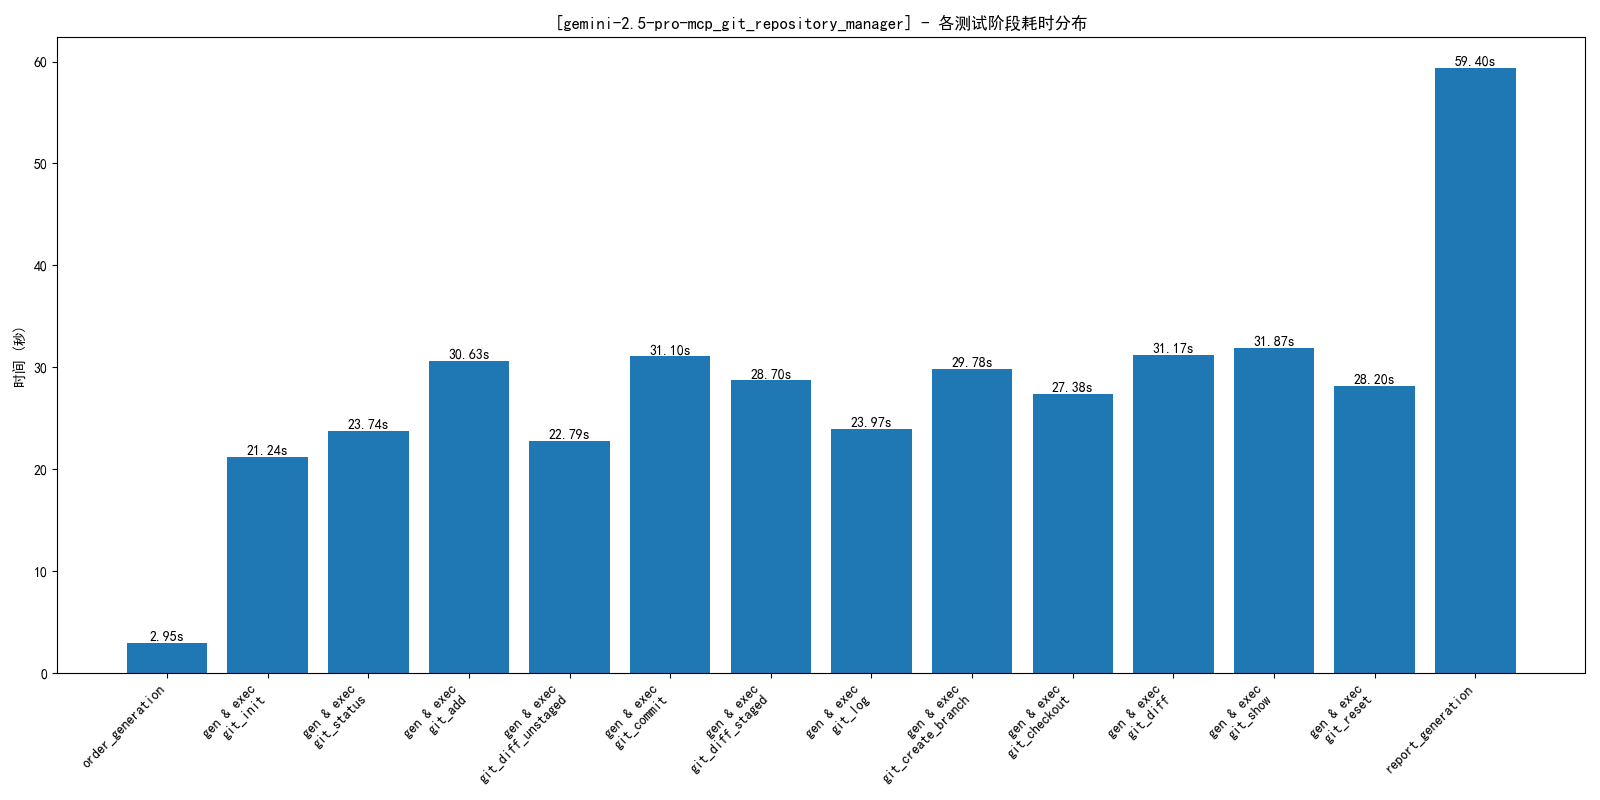 [gemini-2.5-pro-mcp_git_repository_manager] - 各测试阶段耗时分布
时间 (秒)
60
50
40
30
20
10
0
2.95s
21.24s
23.74s
30.63s
22.79s
31.10s
28.70s
23.97s
29.78s
27.38s
31.17s
31.87s
28.20s
59.40s
order_generation
gen & exec
git_init
gen & exec
git_status
gen & exec
git_add
gen & exec
git_diff_unstaged
gen & exec
git_commit
gen & exec
git_diff_staged
gen & exec
git_log
gen & exec
git_create_branch
gen & exec
git_checkout
gen & exec
git_diff
gen & exec
git_show
gen & exec
git_reset
report_generation